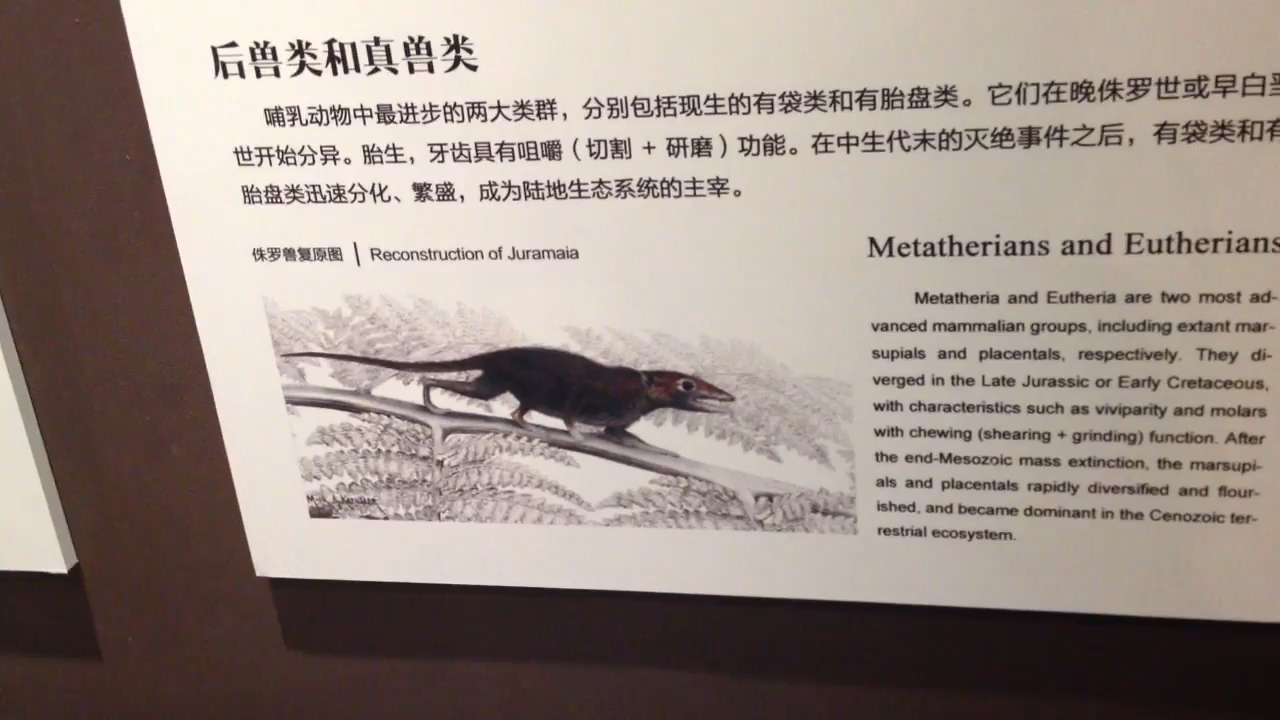 后兽类和真兽类
哺乳动物中最进步的两大类群，分别包括现生的有袋类和有胎盘类。它们在晚侏罗世或早白垩
世开始分异。胎生，牙齿具有咀嚼（切割 + 研磨）功能。在中生代末的灭绝事件之后，有袋类和有
胎盘类迅速分化、繁盛，成为陆地生态系统的主宰。
侏罗兽复原图 | Reconstruction of Juramaia
Metatherians and Eutherians
Metatheria and Eutheria are two most ad-
vanced mammalian groups, including extant mar-
supials and placentals, respectively. They di-
verged in the Late Jurassic or Early Cretaceous,
with characteristics such as viviparity and molars
with chewing (shearing + grinding) function. After
the end-Mesozoic mass extinction, the marsupi-
als and placentals rapidly diversified and flour-
ished, and became dominant in the Cenozoic ter-
restrial ecosystem.